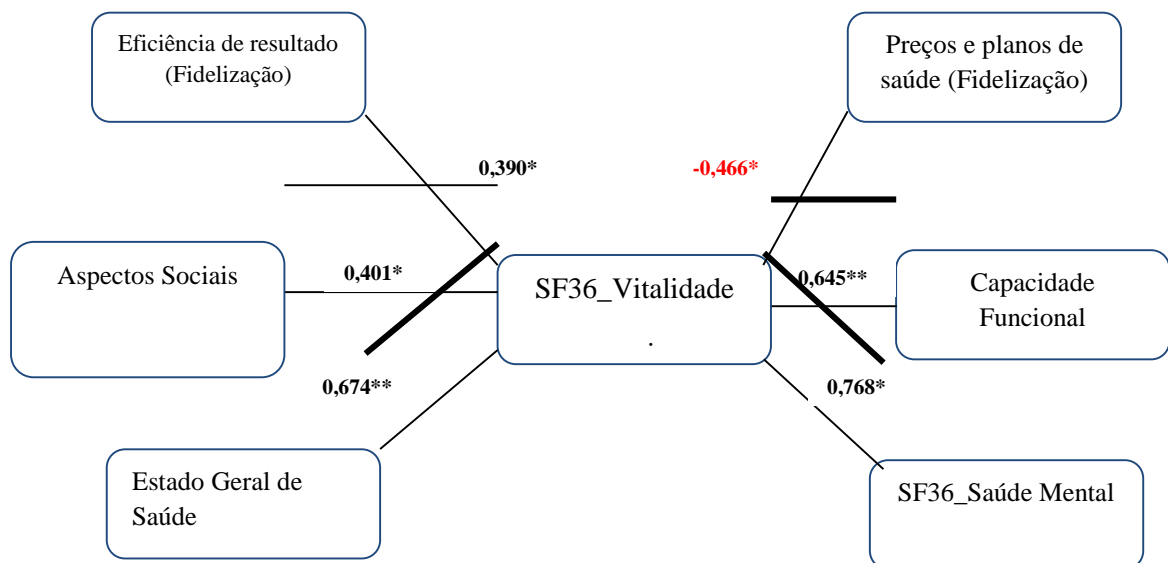 Eficiência de resultado
(Fidelização)
Preços e planos de
saúde (Fidelização)
0,390*
-0,466*
Aspectos Sociais
0,401*
SF36_Vitalidade
.
0,645**
Capacidade
Funcional
0,674**
0,768*
Estado Geral de
Saúde
SF36_Saúde Mental